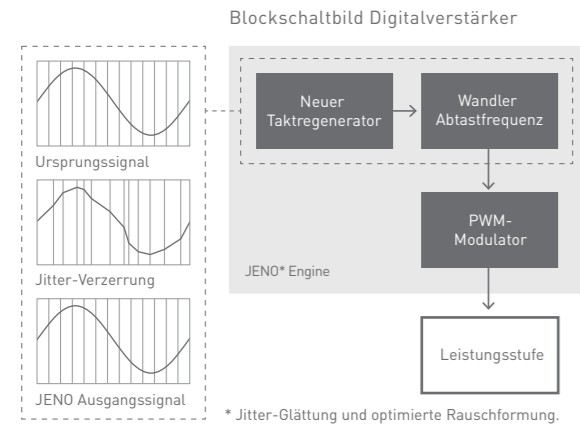 Blockschaltbild Digitalverstärker
Ursprungssignal
Jitter-Verzerrung
JENO Ausgangssignal
Neuer
Taktregenerator
Wandler
Abtastfrequenz
PWM-
Modulator
JENO* Engine
Leistungsstufe
* Jitter-Glättung und optimierte Rauschformung.